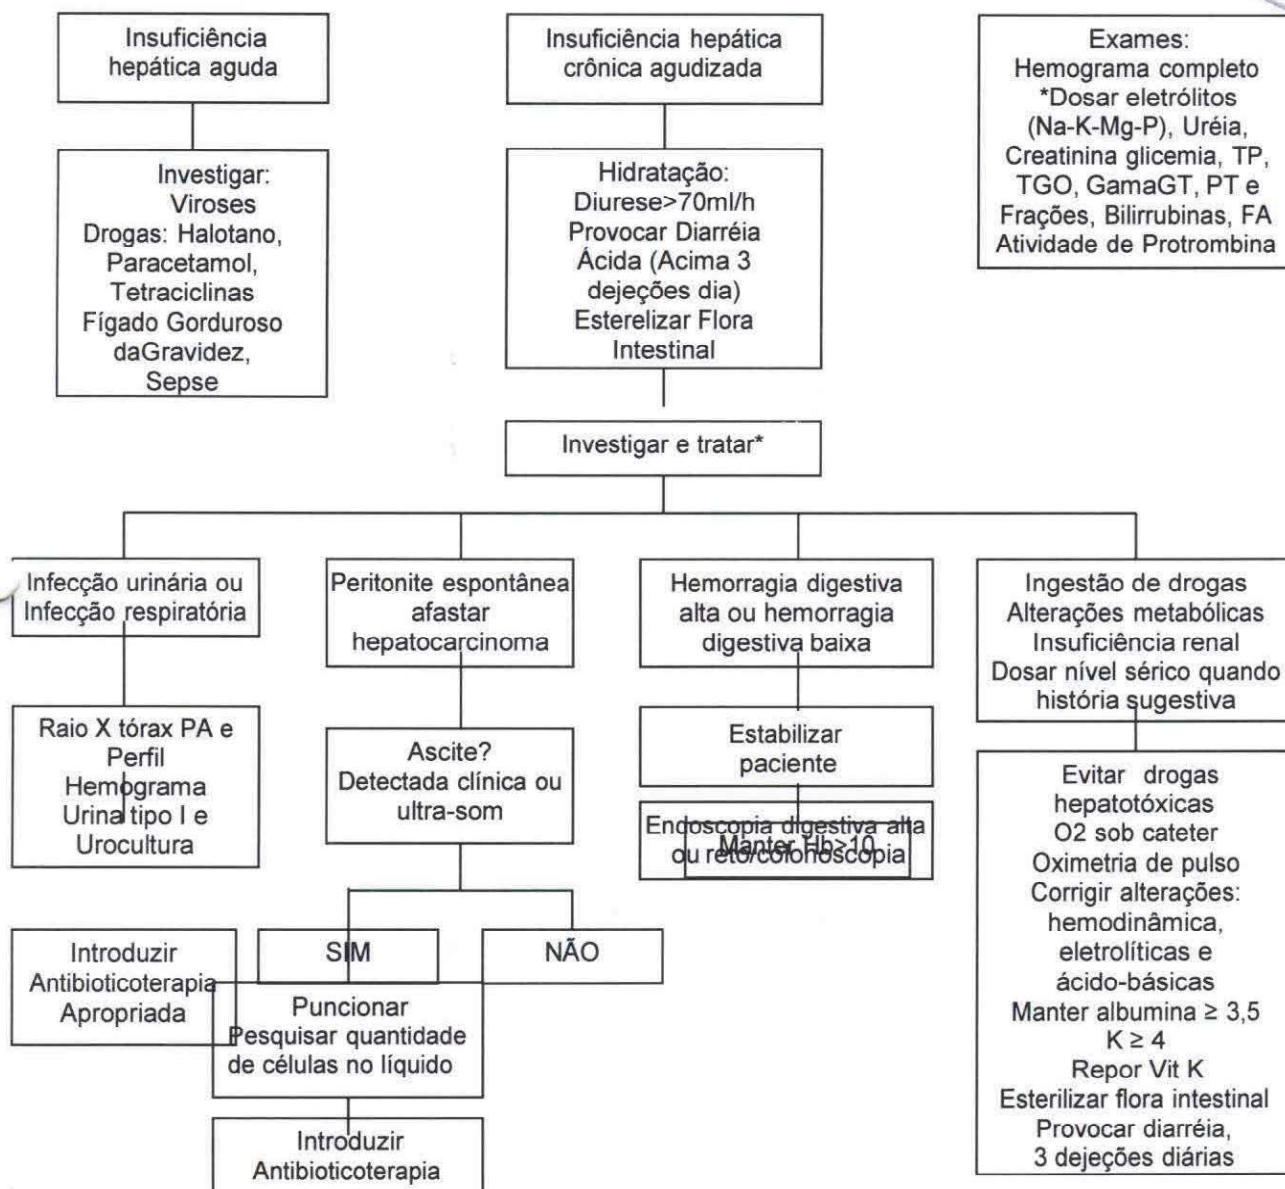 Insuficiência
hepática aguda
Insuficiência hepática
crônica agudizada
Exames:
Hemograma completo
*Dosar eletrólitos
(Na-K-Mg-P), Uréia,
Creatinina glicemia, TP,
TGO, GamaGT, PT e
Frações, Bilirrubinas, FA
Atividade de Protrombina
Investigar:
Viroses
Drogas: Halotano,
Paracetamol,
Tetraciclinas
Fígado Gorduroso
daGravidez,
Sepse
Hidratação:
Diurese>70ml/h
Provocar Diarréia
Ácida (Acima 3
dejeções dia)
Esterelizar Flora
Intestinal
Investigar e tratar*
Infecção urinária ou
Infecção respiratória
Peritonite espontânea
afastar
hepatocarcinoma
Hemorragia digestiva
alta ou hemorragia
digestiva baixa
Ingestão de drogas
Alterações metabólicas
Insuficiência renal
Dosar nível sérico quando
história sugestiva
Raio X tórax PA e
Perfil
Hemograma
Urina tipo I e
Urocultura
Ascite?
Detectada clínica ou
ultra-som
Estabilizar
paciente
Endoscopia digestiva alta
ou reto/colonoscopia
Manter Hb>10
Evitar drogas
hepatotóxicas
O2 sob cateter
Oximetria de pulso
Corrigir alterações:
hemodinâmica,
eletrolíticas e
ácido-básicas
Manter albumina ≥ 3,5
K ≥ 4
Repor Vit K
Esterilizar flora intestinal
Provocar diarréia,
3 dejeções diárias
Introduzir
Antibioticoterapia
Apropriada
SIM
NÃO
Puncionar
Pesquisar quantidade
de células no líquido
Introduzir
Antibioticoterapia